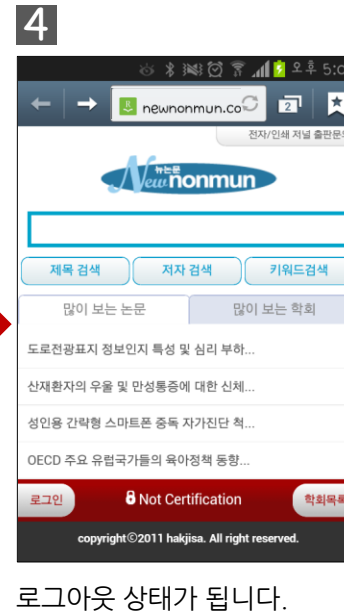 4
오후 5:0
newnonmun.co
2
전자/인쇄 저널 출판문의
뉴논문
Newnonmun
제목 검색 저자 검색 키워드검색
많이 보는 논문 많이 보는 학회
도로전광표지 정보인지 특성 및 심리 부하...
산재환자의 우울 및 만성통증에 대한 신체...
성인용 간략형 스마트폰 중독 자가진단 척...
OECD 주요 유럽국가들의 육아정책 동향...
로그인 Not Certification 학회목록
copyright©2011 hakjisa. All right reserved.
로그아웃 상태가 됩니다.